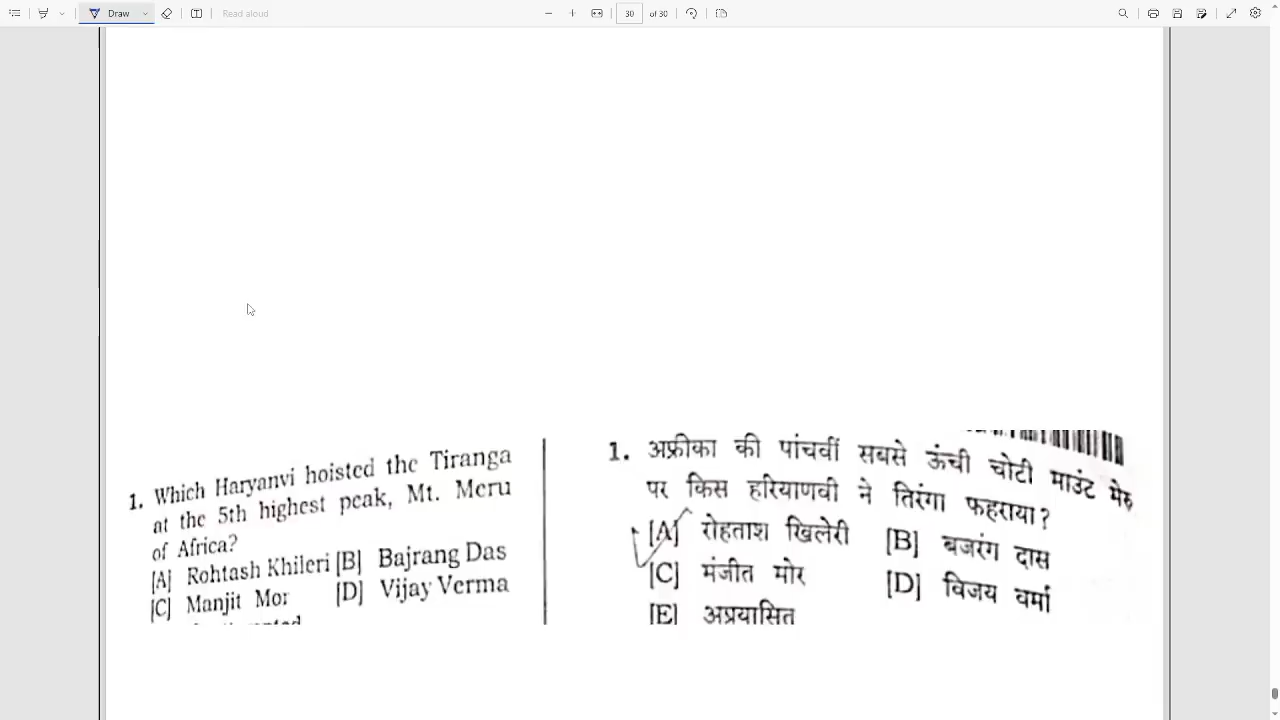 Draw
Read aloud
30 of 30
1. Which Haryanvi hoisted the Tiranga
at the 5th highest peak, Mt. Meru
of Africa?
[A] Rohtash Khileri [B] Bajrang Das
[C] Manjit Mor [D] Vijay Verma
1. अफ्रीका की पांचवीं सबसे ऊंची चोटी माउंट मेरु
पर किस हरियाणवी ने तिरंगा फहराया?
[A] रोहताश खिलेरी [B] बजरंग दास
[C] मंजीत मोर [D] विजय वर्मा
[E] अप्रयासित